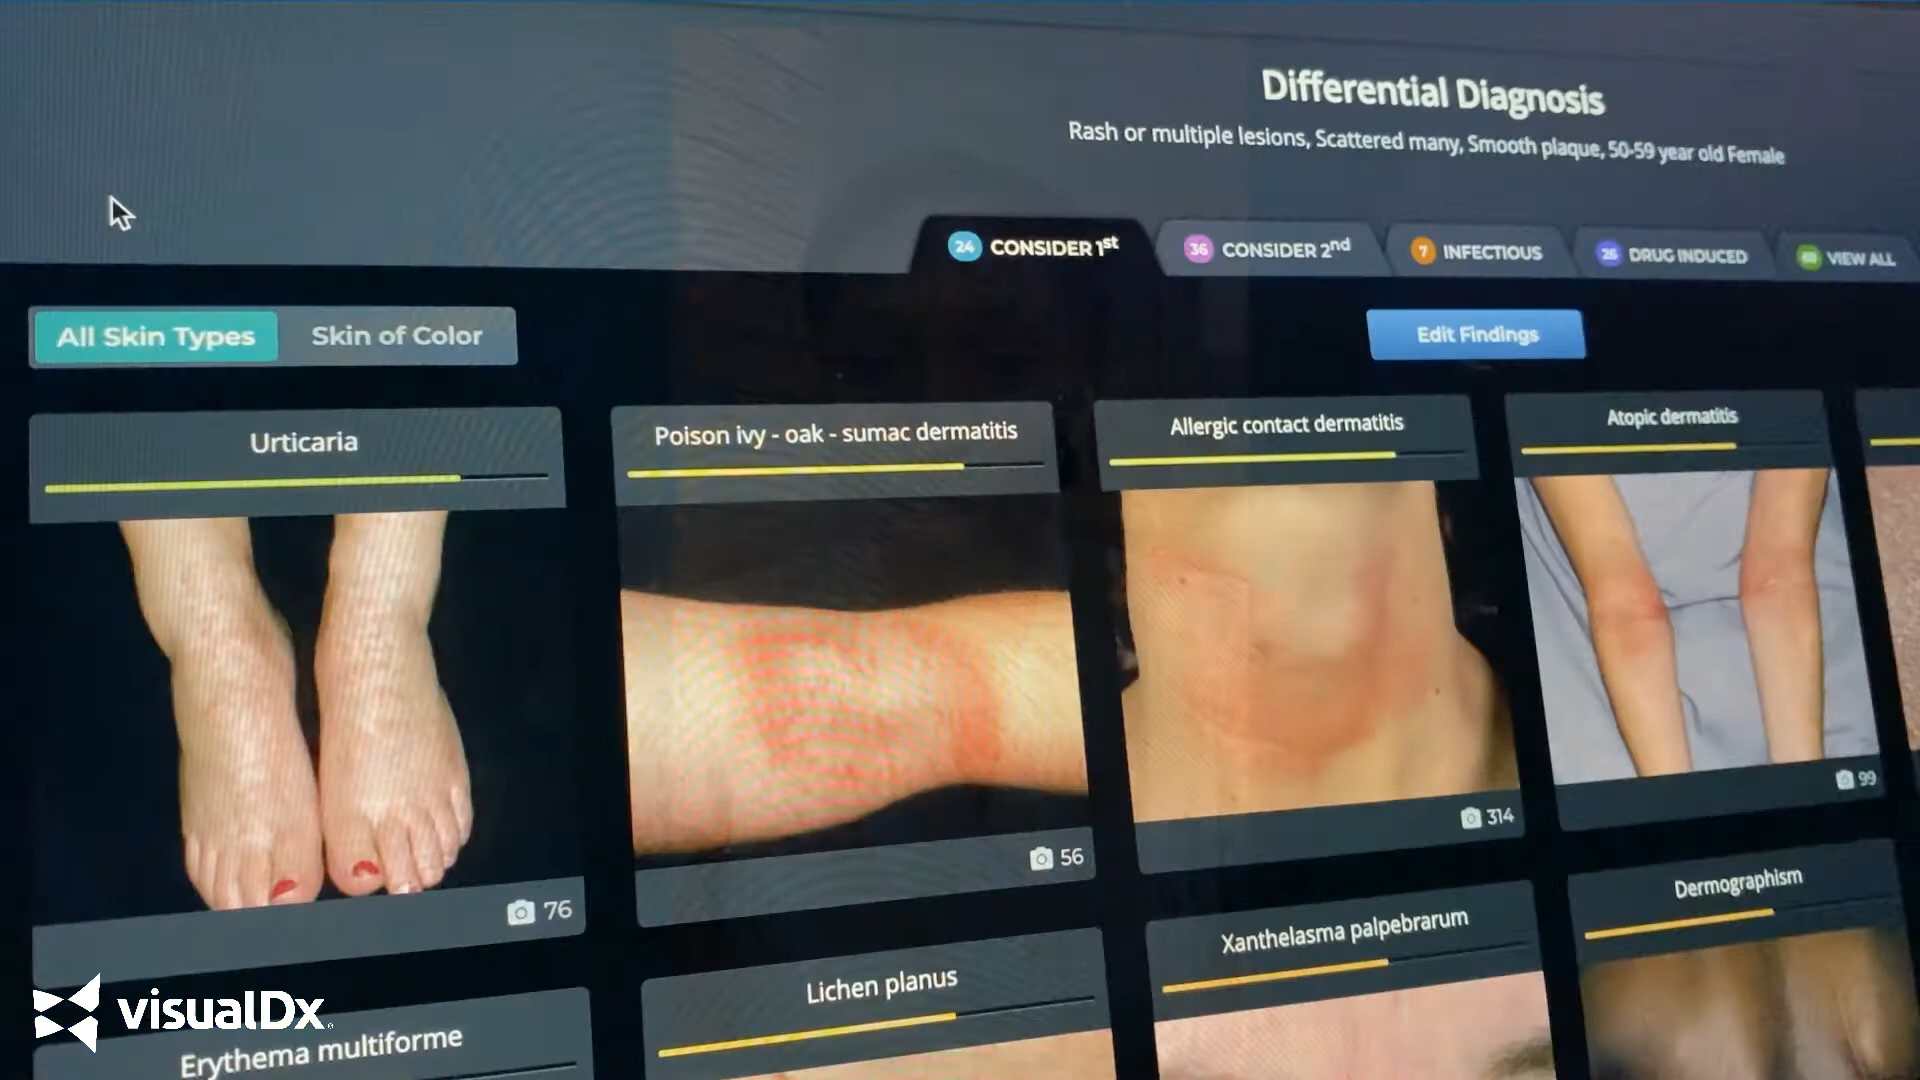 Differential Diagnosis
Rash or multiple lesions, Scattered many, Smooth plaque, 50-59 year old Female
24 CONSIDER 1st
36 CONSIDER 2nd
7 INFECTIOUS
DRUG INDUCED
VIEW ALL
All Skin Types
Skin of Color
Edit Findings
Urticaria
Poison ivy - oak - sumac dermatitis
Allergic contact dermatitis
Atopic dermatitis
76
56
314
99
Erythema multiforme
Lichen planus
Xanthelasma palpebrarum
Dermographism
visualDx